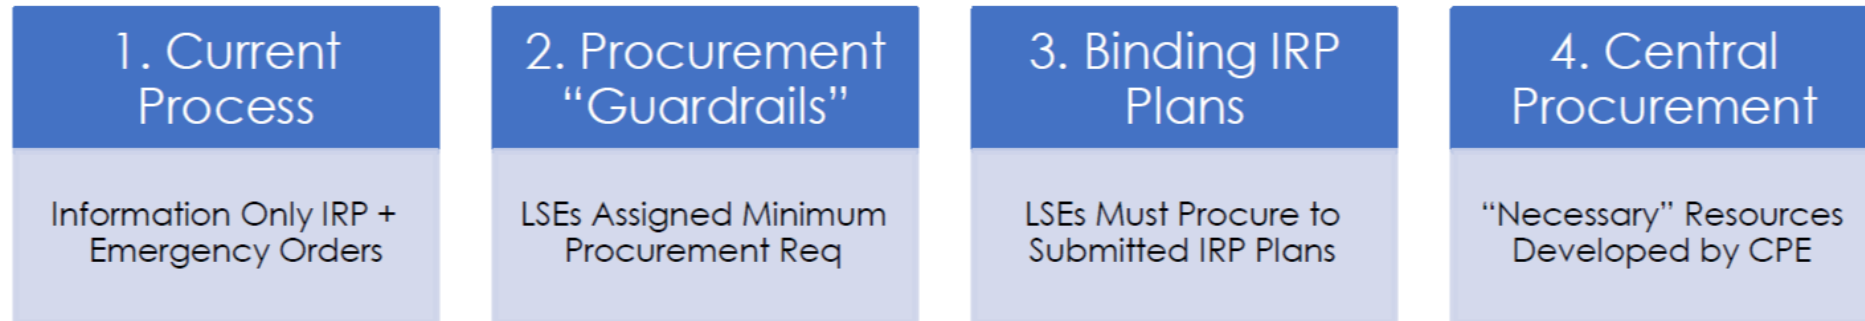 1. Current
Process
Information Only IRP +
Emergency Orders
2. Procurement
“Guardrails”
LSEs Assigned Minimum
Procurement Req
3. Binding IRP
Plans
LSEs Must Procure to
Submitted IRP Plans
4. Central
Procurement
“Necessary” Resources
Developed by CPE